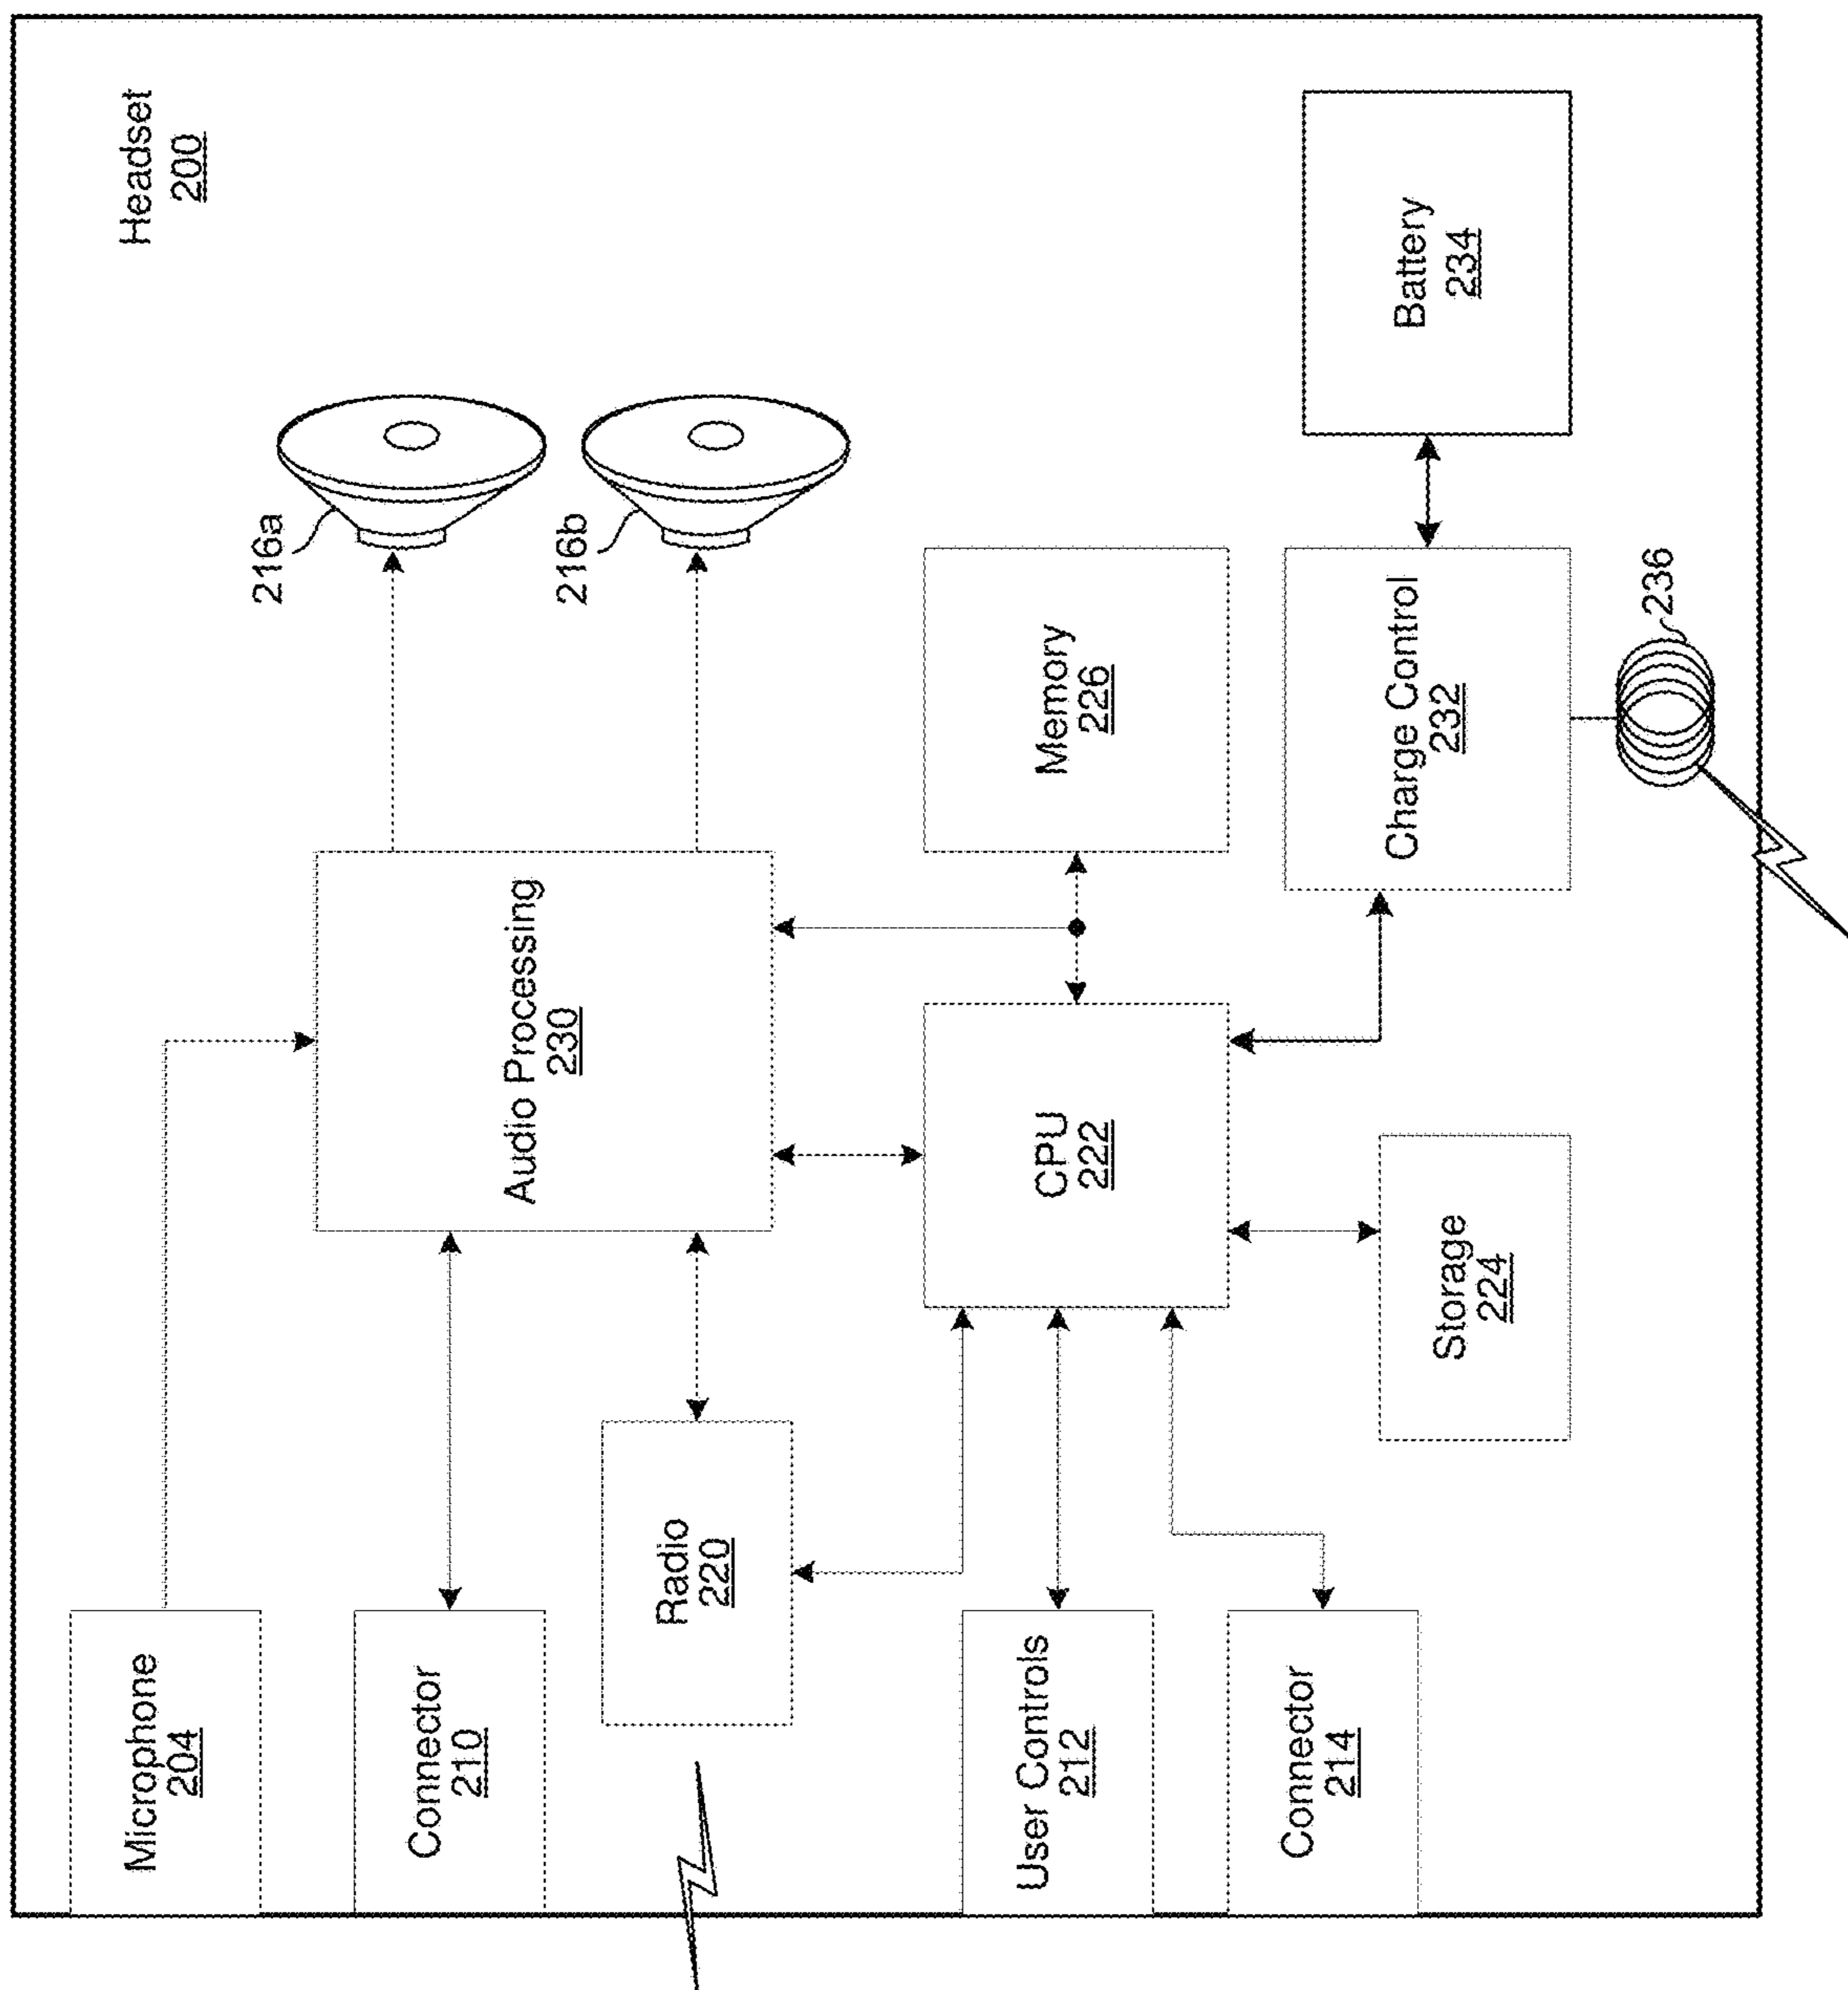 Headset
200
Microphone
204
Connector
210
Radio
220
User Controls
212
Connector
214
Audio Processing
230
CPU
222
Storage
224
216a
216b
Memory
226
Charge Control
232
236
Battery
234